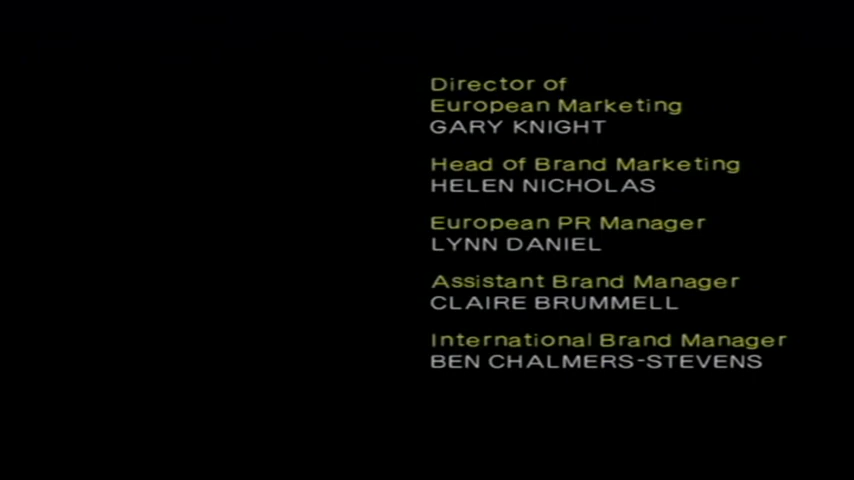 Director of
European Marketing
GARY KNIGHT
Head of Brand Marketing
HELEN NICHOLAS
European PR Manager
LYNN DANIEL
Assistant Brand Manager
CLAIRE BRUMMELL
International Brand Manager
BEN CHALMERS-STEVENS